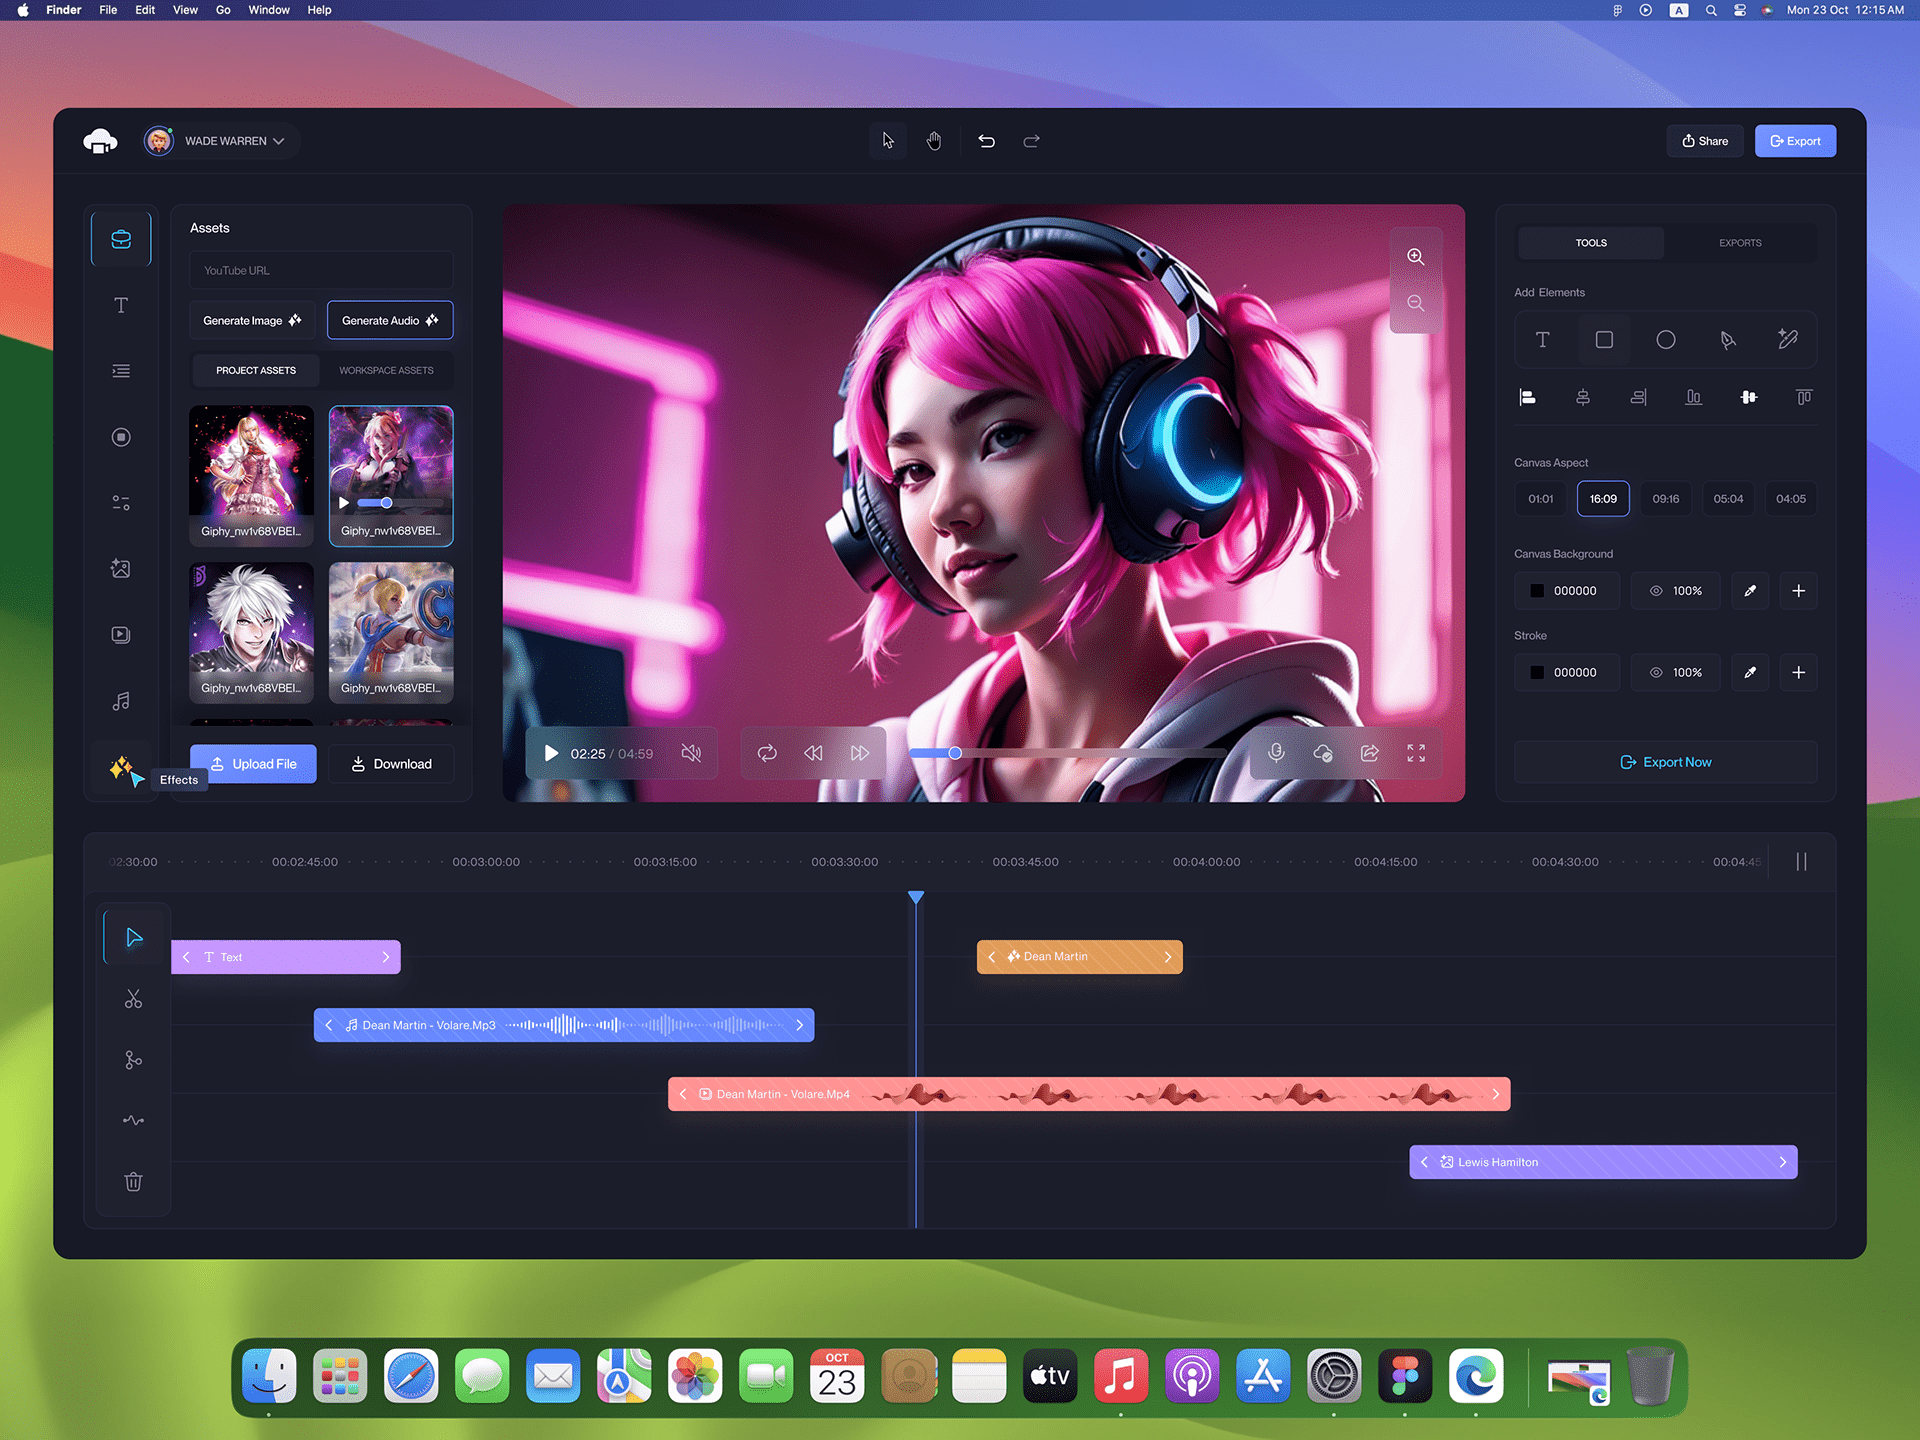 Finder File Edit View Go Window Help
A Mon 23 Oct 12:15 AM
WADE WARREN
Share
Export
Assets
YouTube URL
Generate Image
Generate Audio
PROJECT ASSETS
WORKSPACE ASSETS
Giphy_nw1v68VBEI...
Giphy_nw1v68VBEI...
Giphy_nw1v68VBEI...
Giphy_nw1v68VBEI...
Upload File
Download
Effects
02:25 / 04:59
TOOLS
EXPORTS
Add Elements
T
Canvas Aspect
01:01 16:09 09:16 05:04 04:05
Canvas Background
000000 100%
Stroke
000000 100%
Export Now
02:30:00 00:02:45:00 00:03:00:00 00:03:15:00 00:03:30:00 00:03:45:00 00:04:00:00 00:04:15:00 00:04:30:00 00:04:45
T Text
Dean Martin
Dean Martin - Volare.Mp3
Dean Martin - Volare.Mp4
Lewis Hamilton
OCT
23
tv